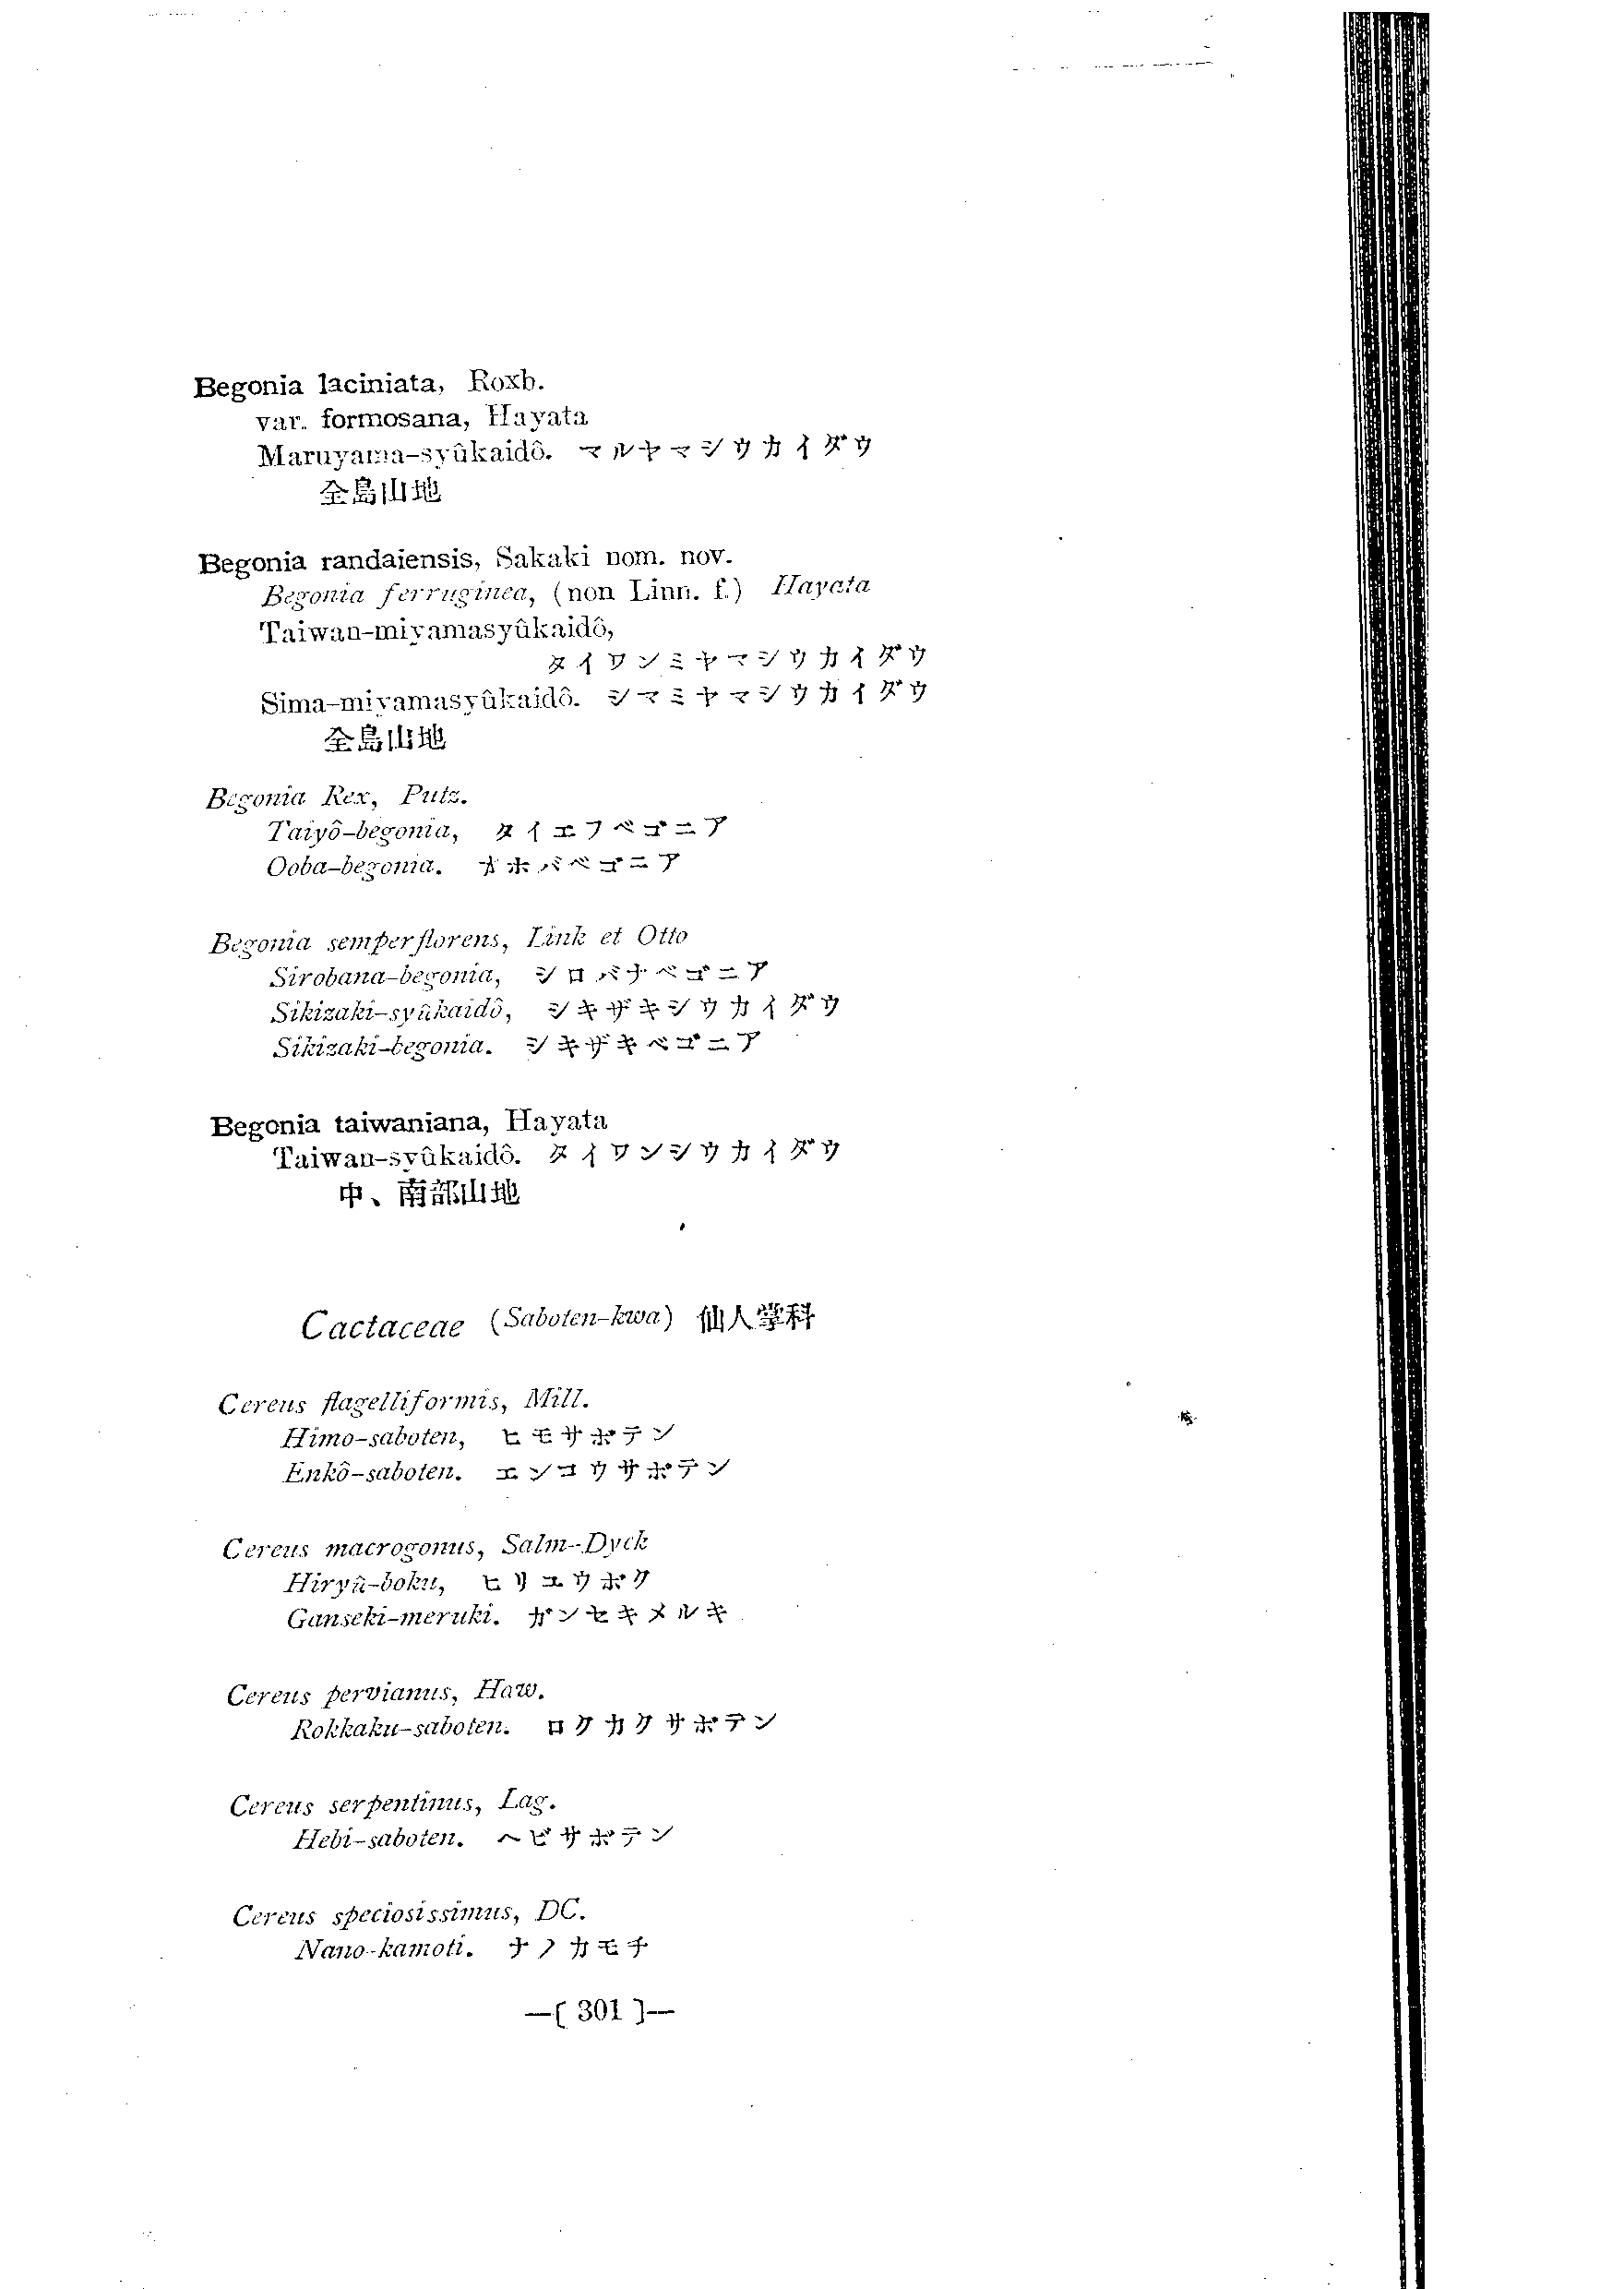 Begonia laciniata, Roxb.
var. formosana, Hayata
Maruyama-syûkaidô. マルヤマシウカイダウ
全島山地
Begonia randaiensis, Sakaki nom. nov.
Begonia ferruginea, (non Linn. f.) Hayata
Taiwan-miyamasyûkaidô,
タイワンミヤマシウカイダウ
Sima-miyamasyûkaidô. シマミヤマシウカイダウ
全島山地
Begonia Rex, Putz.
Taiyô-begonia, タイエフベゴニア
Ooba-begonia. オホバベゴニア
Begonia semperflorens, Link et Otto
Sirobana-begonia, シロバナベゴニア
Sikizaki-syûkaidô, シキザキシウカイダウ
Sikizaki-begonia. シキザキベゴニア
Begonia taiwaniana, Hayata
Taiwan-syûkaidô. タイワンシウカイダウ
中、南部山地
Cactaceae (Saboten-kwa) 仙人掌科
Cereus flagelliformis, Mill.
Himo-saboten, ヒモサボテン
Enkô-saboten. エンコウサボテン
Cereus macrogonus, Salm-Dyck
Hiryû-boku, ヒリユウボク
Ganseki-meruki. ガンセキメルキ
Cereus pervianus, Haw.
Rokkaku-saboten. ロクカクサボテン
Cereus serpentinus, Lag.
Hebi-saboten. ヘビサボテン
Cereus speciosissimus, DC.
Nano-kamoti. ナノカモチ
—( 301 )—